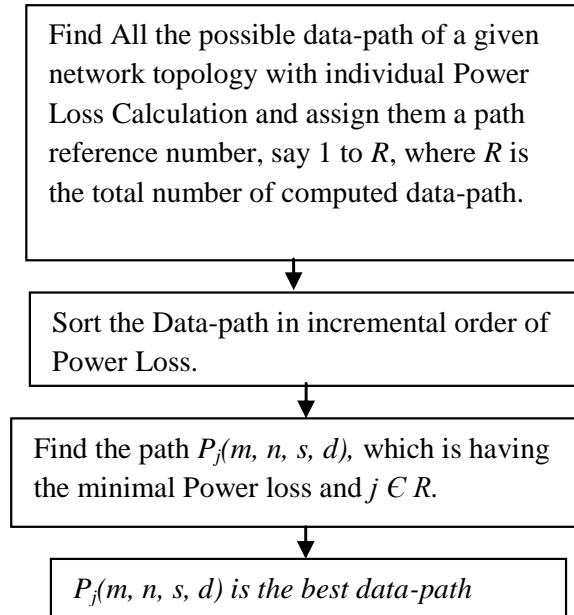 Find All the possible data-path of a given
network topology with individual Power
Loss Calculation and assign them a path
reference number, say 1 to R, where R is
the total number of computed data-path.
Sort the Data-path in incremental order of
Power Loss.
Find the path Pj(m, n, s, d), which is having
the minimal Power loss and j Є R.
Pj(m, n, s, d) is the best data-path